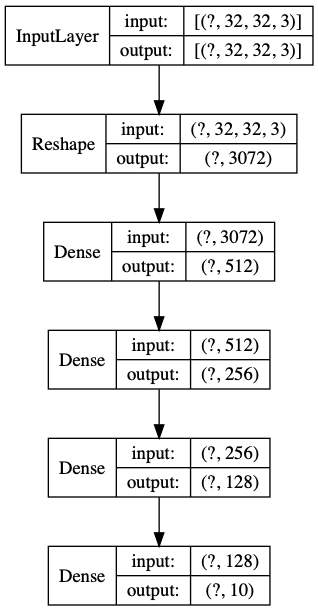 InputLayer input: [(?, 32, 32, 3)]
output: [(?, 32, 32, 3)]
Reshape input: (?, 32, 32, 3)
output: (?, 3072)
Dense input: (?, 3072)
output: (?, 512)
Dense input: (?, 512)
output: (?, 256)
Dense input: (?, 256)
output: (?, 128)
Dense input: (?, 128)
output: (?, 10)